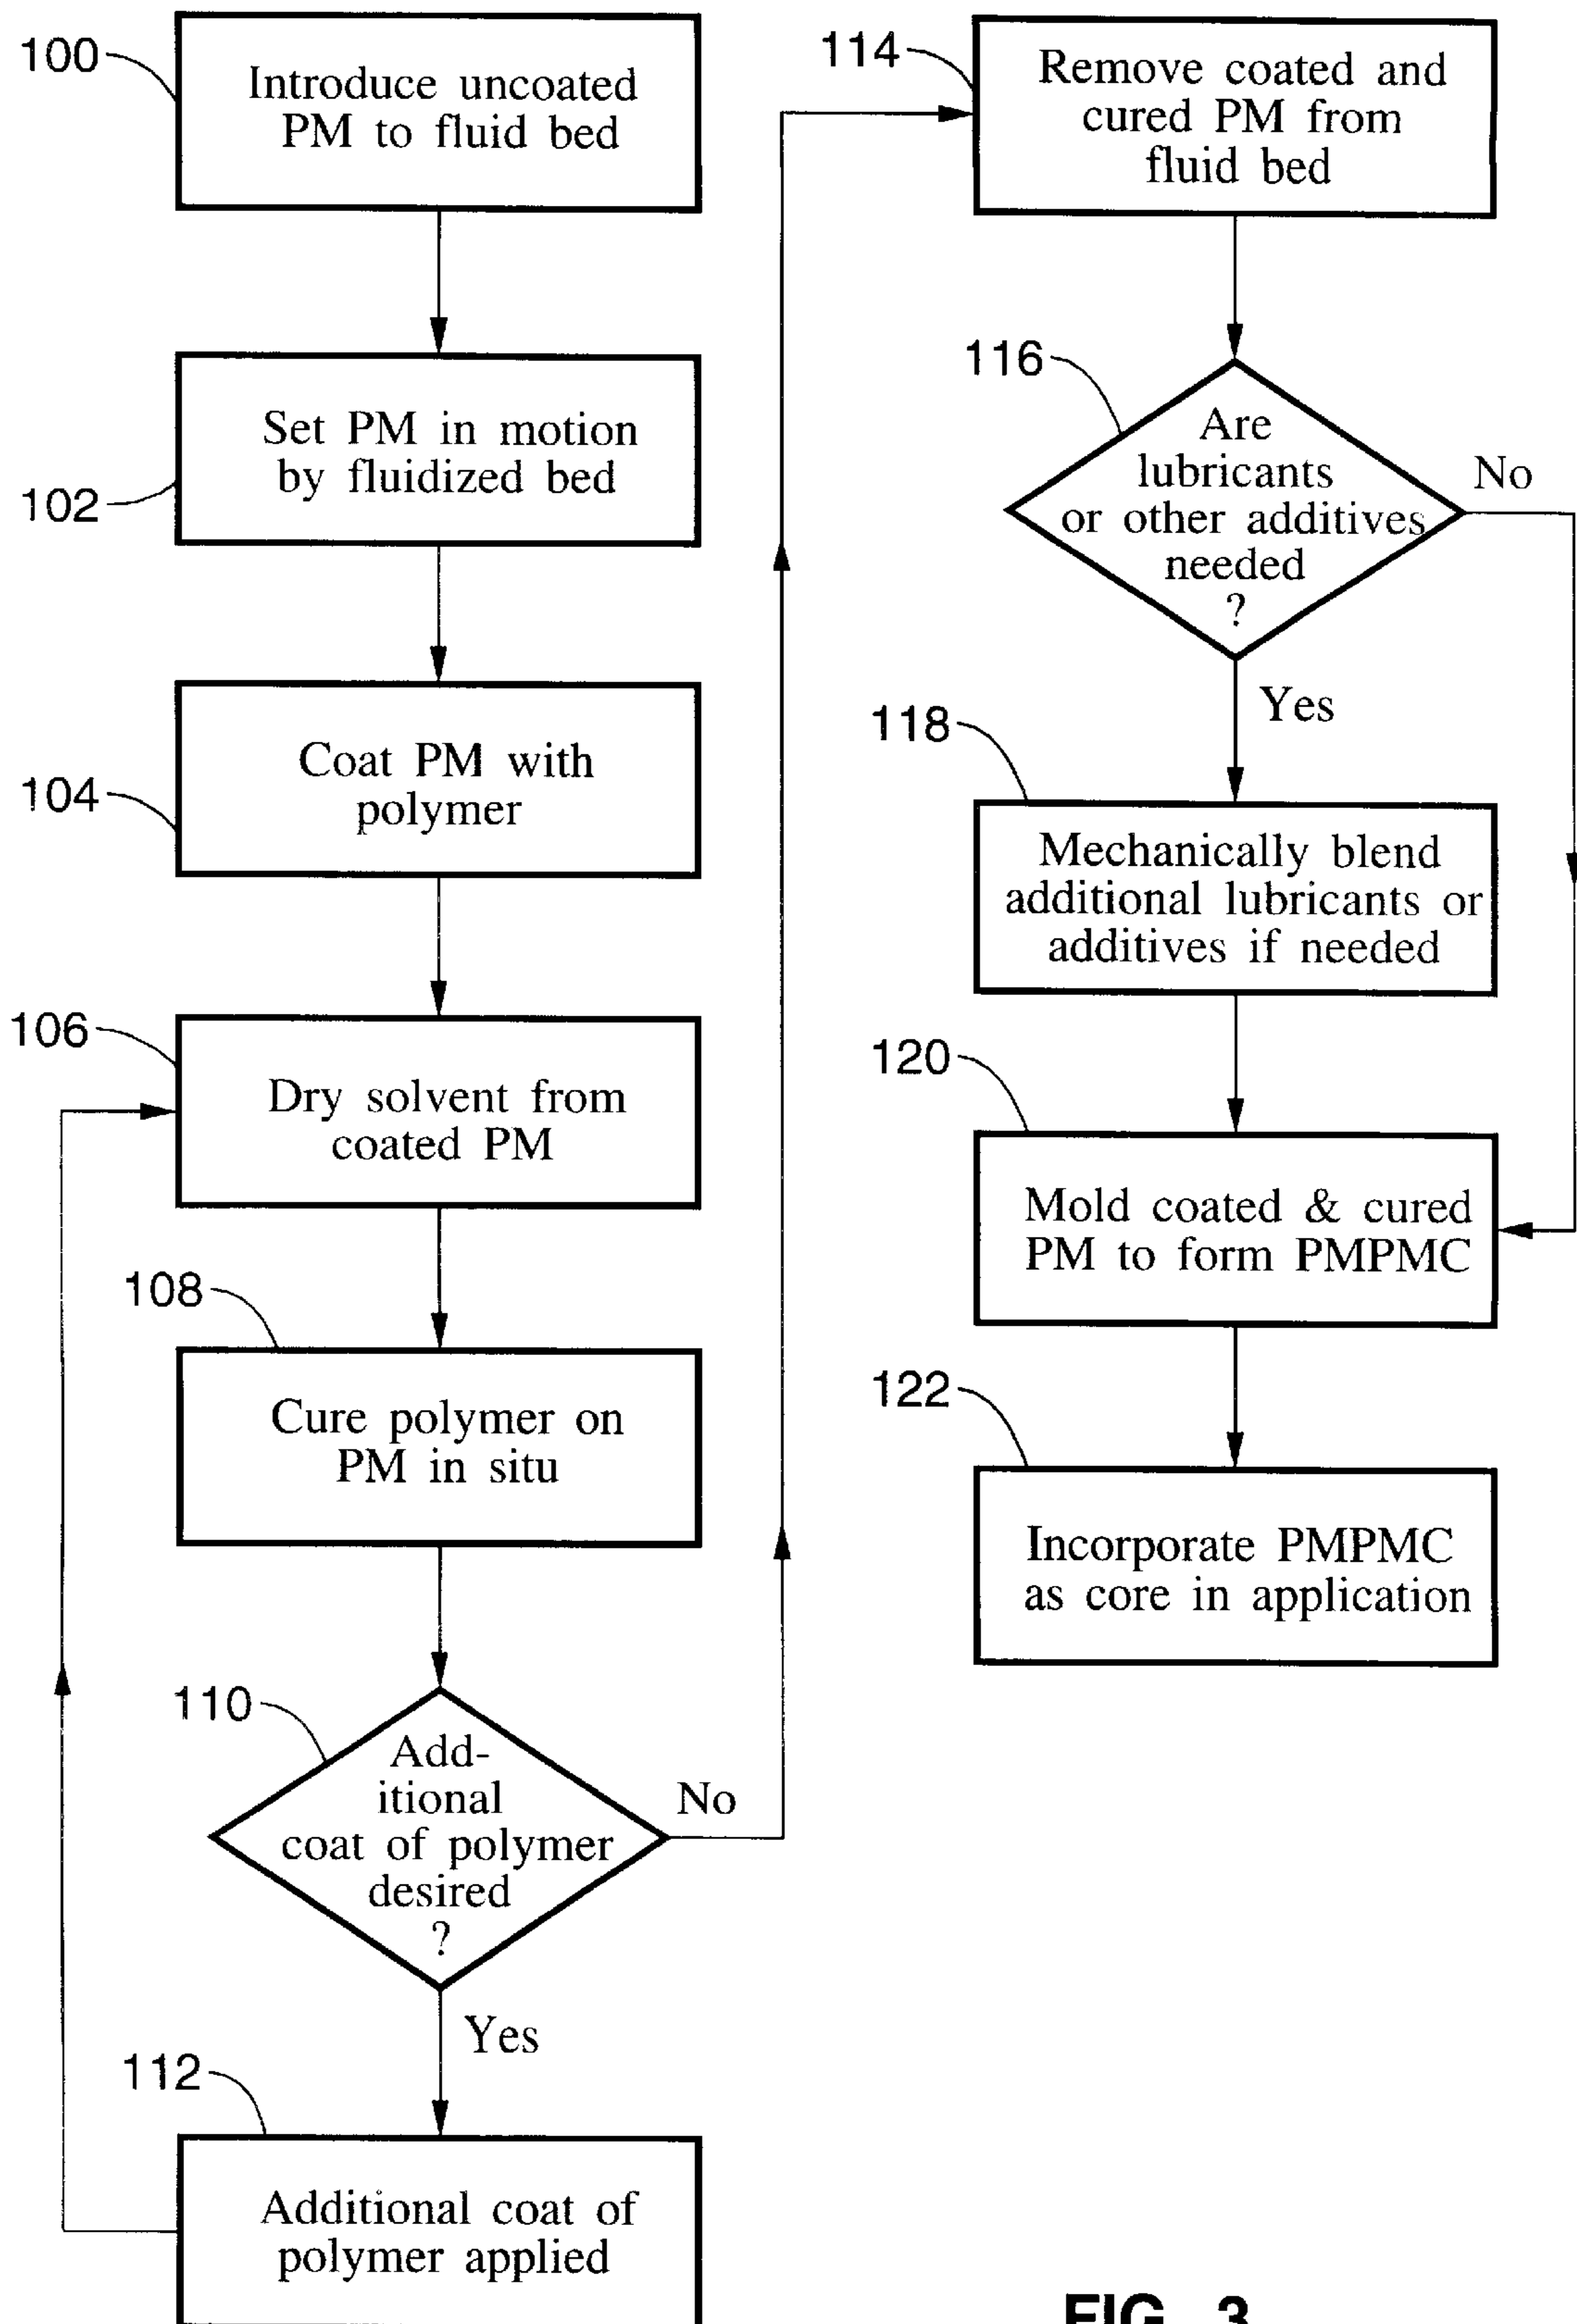 100
Introduce uncoated
PM to fluid bed
102
Set PM in motion
by fluidized bed
104
Coat PM with
polymer
106
Dry solvent from
coated PM
108
Cure polymer on
PM in situ
110
Add-
itional
coat of polymer
desired
?
No
Yes
112
Additional coat of
polymer applied
114
Remove coated and
cured PM from
fluid bed
116
Are
lubricants
or other additives
needed
?
No
Yes
118
Mechanically blend
additional lubricants or
additives if needed
120
Mold coated & cured
PM to form PMPMC
122
Incorporate PMPMC
as core in application
FIG. 3